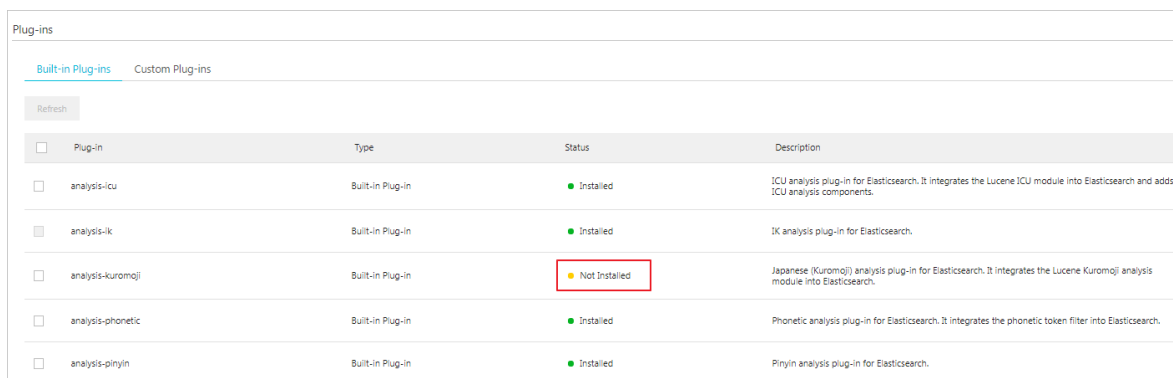 Plug-ins
Built-in Plug-ins Custom Plug-ins
Refresh
Plug-in Type Status Description
analysis-icu Built-in Plug-in Installed ICU analysis plug-in for Elasticsearch. It integrates the Lucene ICU module into Elasticsearch and adds
ICU analysis components.
analysis-ik Built-in Plug-in Installed IK analysis plug-in for Elasticsearch.
analysis-kuromoji Built-in Plug-in Not Installed Japanese (Kuromoji) analysis plug-in for Elasticsearch. It integrates the Lucene Kuromoji analysis
module into Elasticsearch.
analysis-phonetic Built-in Plug-in Installed Phonetic analysis plug-in for Elasticsearch. It integrates the phonetic token filter into Elasticsearch.
analysis-pinyin Built-in Plug-in Installed Pinyin analysis plug-in for Elasticsearch.